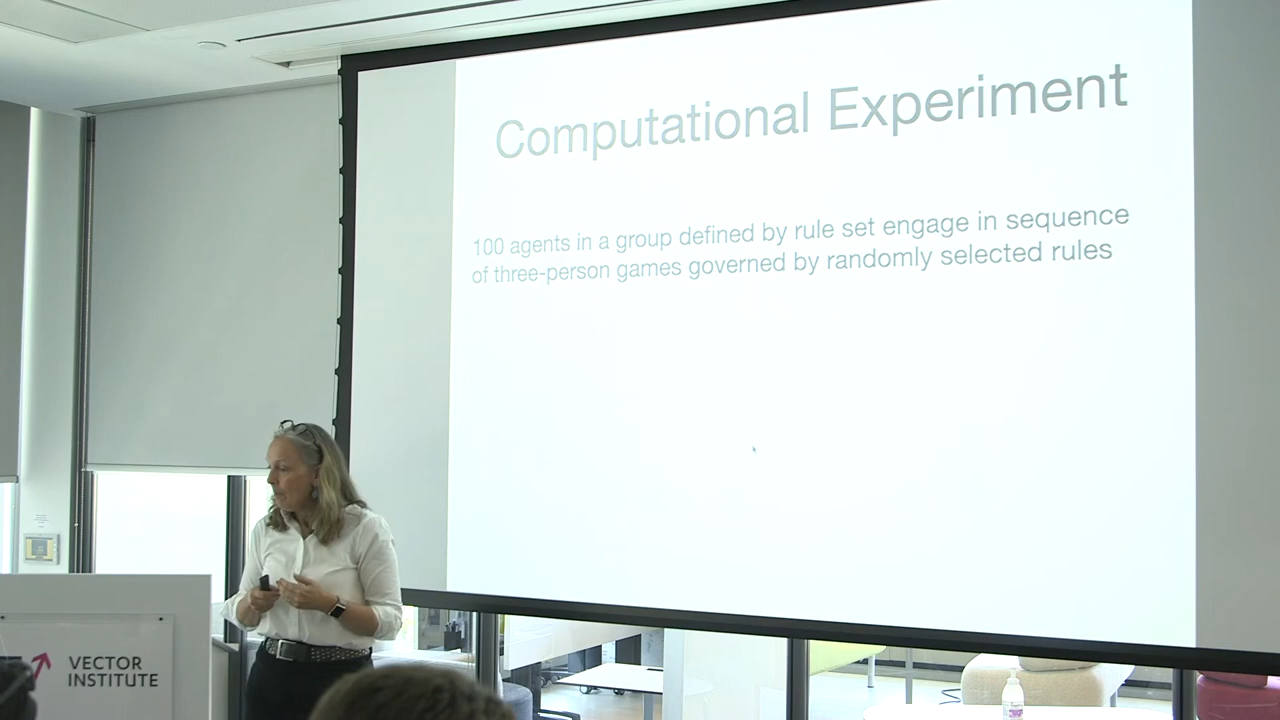 Computational Experiment
100 agents in a group defined by rule set engage in sequence
of three-person games governed by randomly selected rules
VECTOR
INSTITUTE